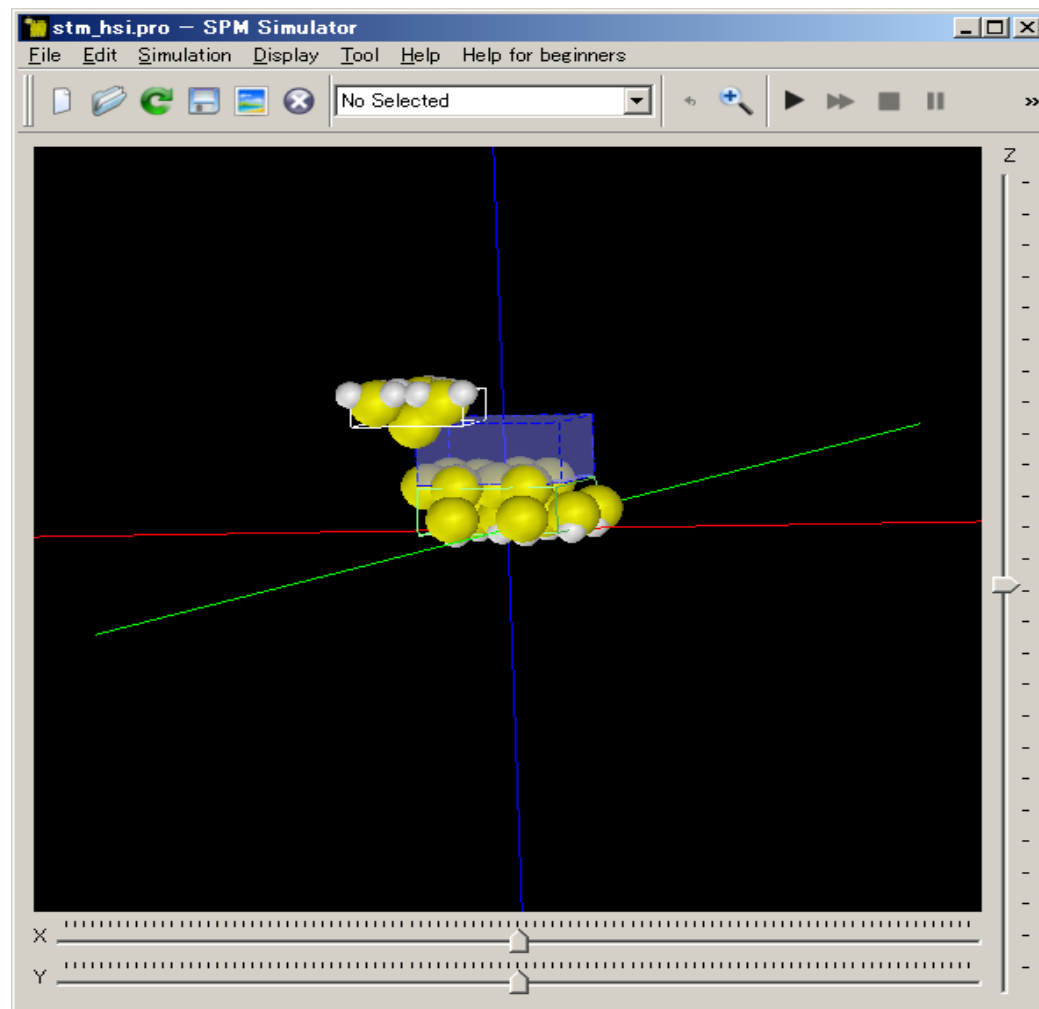 stm_hsi.pro — SPM Simulator
File Edit Simulation Display Tool Help Help for beginners
No Selected
»
Z
X
Y